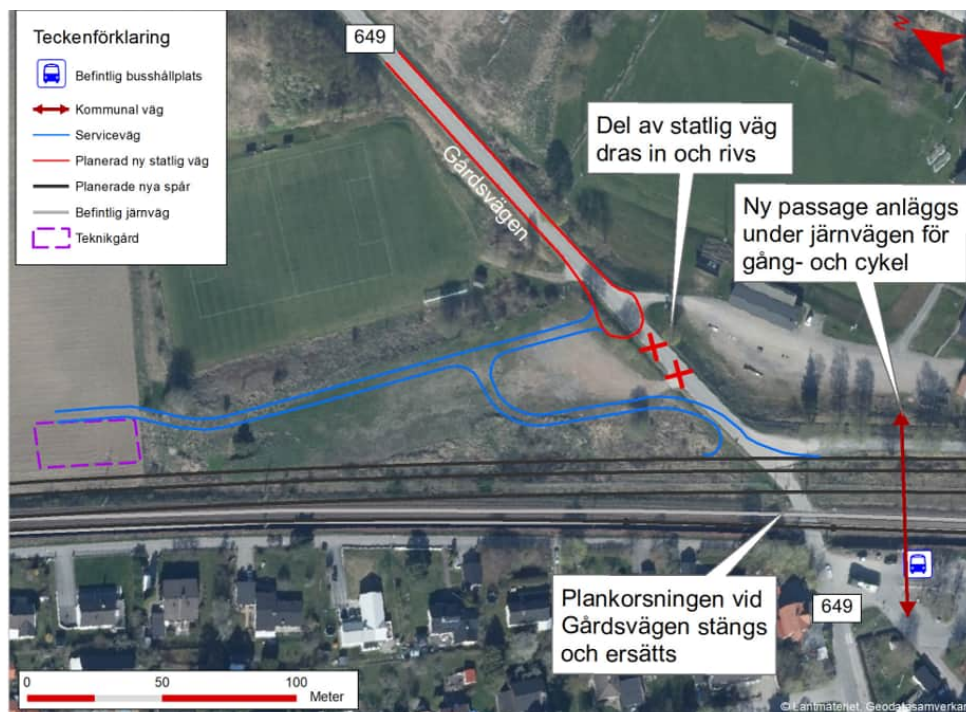 Teckenförklaring
Befintlig busshållplats
Kommunal väg
Serviceväg
Planerad ny statlig väg
Planerade nya spår
Befintlig järnväg
Teknikgård
649
N
Gårdsvägen
Del av statlig väg
dras in och rivs
Ny passage anläggs
under järnvägen för
gång- och cykel
Plankorsningen vid
Gårdsvägen stängs
och ersätts
649
0 50 100
Meter
© Lantmäteriet, Geodatasamverkan